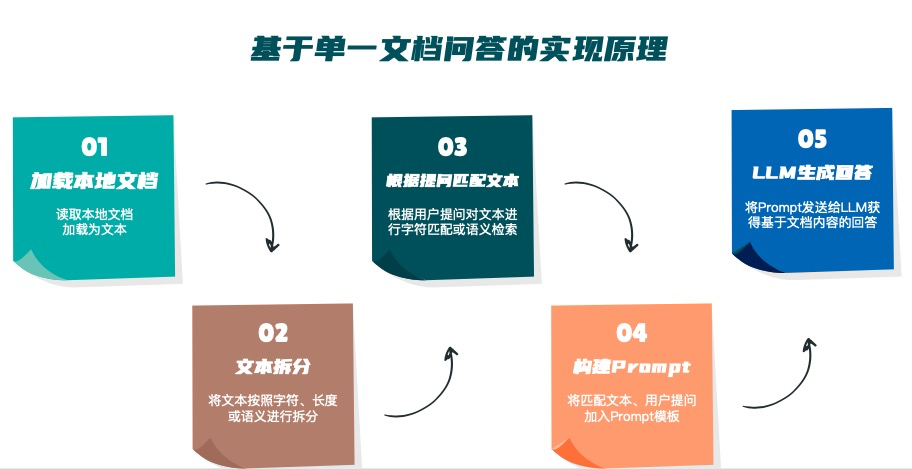 基于单一文档问答的实现原理
01
加载本地文档
读取本地文档
加载为文本
02
文本拆分
将文本按照字符、长度
或语义进行拆分
03
根据提问匹配文本
根据用户提问对文本进
行字符匹配或语义检索
04
构建Prompt
将匹配文本、用户提问
加入Prompt模板
05
LLM生成回答
将Prompt发送给LLM获
得基于文档内容的回答